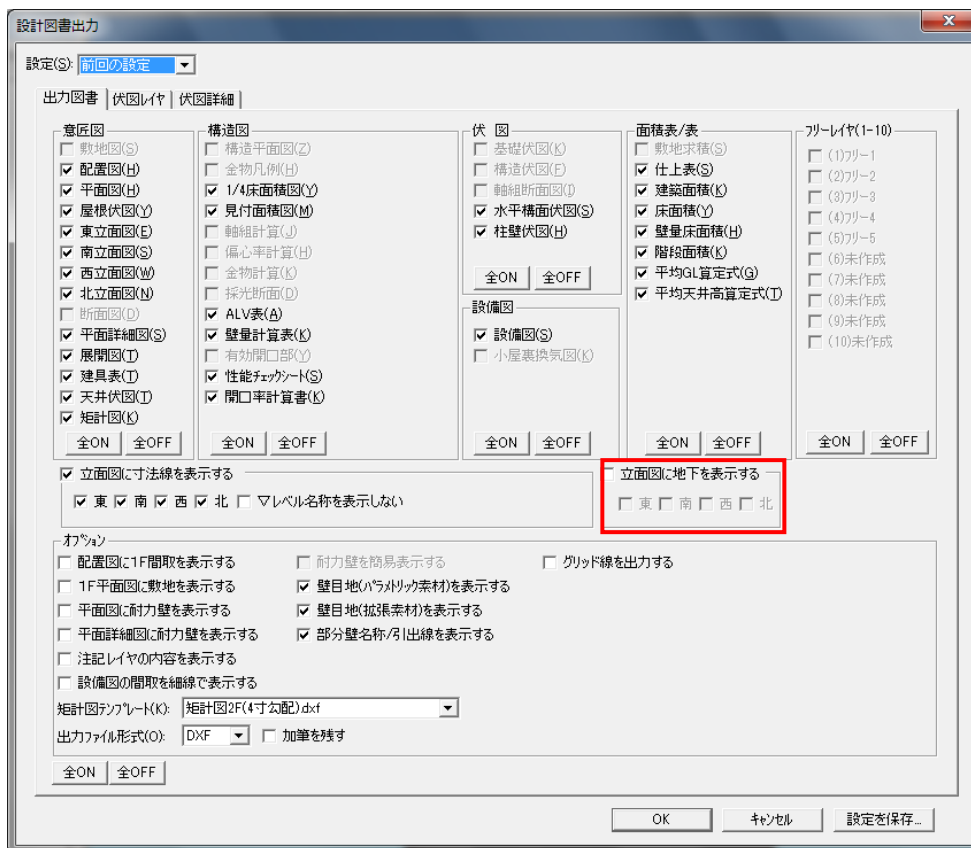 設計図書出力
設定(S): 前回の設定
出力図書 伏図レイヤ 伏図詳細
意匠図
敷地図(S)
配置図(H)
平面図(H)
屋根伏図(Y)
東立面図(E)
南立面図(S)
西立面図(W)
北立面図(N)
断面図(D)
平面詳細図(S)
展開図(T)
建具表(T)
天井伏図(T)
矩計図(K)
全ON 全OFF
構造図
構造平面図(Z)
金物凡例(H)
1/4床面積図(Y)
見付面積図(M)
軸組計算(J)
偏心率計算(H)
金物計算(K)
採光断面(D)
ALV表(A)
壁量計算表(K)
有効開口部(Y)
性能チェックシート(S)
開口率計算書(K)
全ON 全OFF
伏 図
基礎伏図(K)
構造伏図(F)
軸組断面図(J)
水平構面伏図(S)
柱壁伏図(H)
全ON 全OFF
設備図
設備図(S)
小屋裏換気図(K)
全ON 全OFF
面積表/表
敷地求積(S)
仕上表(S)
建築面積(K)
床面積(Y)
壁量床面積(H)
階段面積(K)
平均GL算定式(G)
平均天井高算定式(T)
全ON 全OFF
フリーレイヤ(1-10)
(1)フリー1
(2)フリー2
(3)フリー3
(4)フリー4
(5)フリー5
(6)未作成
(7)未作成
(8)未作成
(9)未作成
(10)未作成
全ON 全OFF
立面図に寸法線を表示する
東 南 西 北 ▽レベル名称を表示しない
立面図に地下を表示する
東 南 西 北
オプション
配置図に1F間取を表示する
1F平面図に敷地を表示する
平面図に耐力壁を表示する
平面詳細図に耐力壁を表示する
注記レイヤの内容を表示する
設備図の間取を細線で表示する
耐力壁を簡易表示する
壁目地(パラメトリック素材)を表示する
壁目地(拡張素材)を表示する
部分壁名称/引出線を表示する
グリッド線を出力する
矩計図テンプレート(K): 矩計図2F(4寸勾配).dxf
出力ファイル形式(O): DXF 加筆を残す
全ON 全OFF
OK キャンセル 設定を保存...